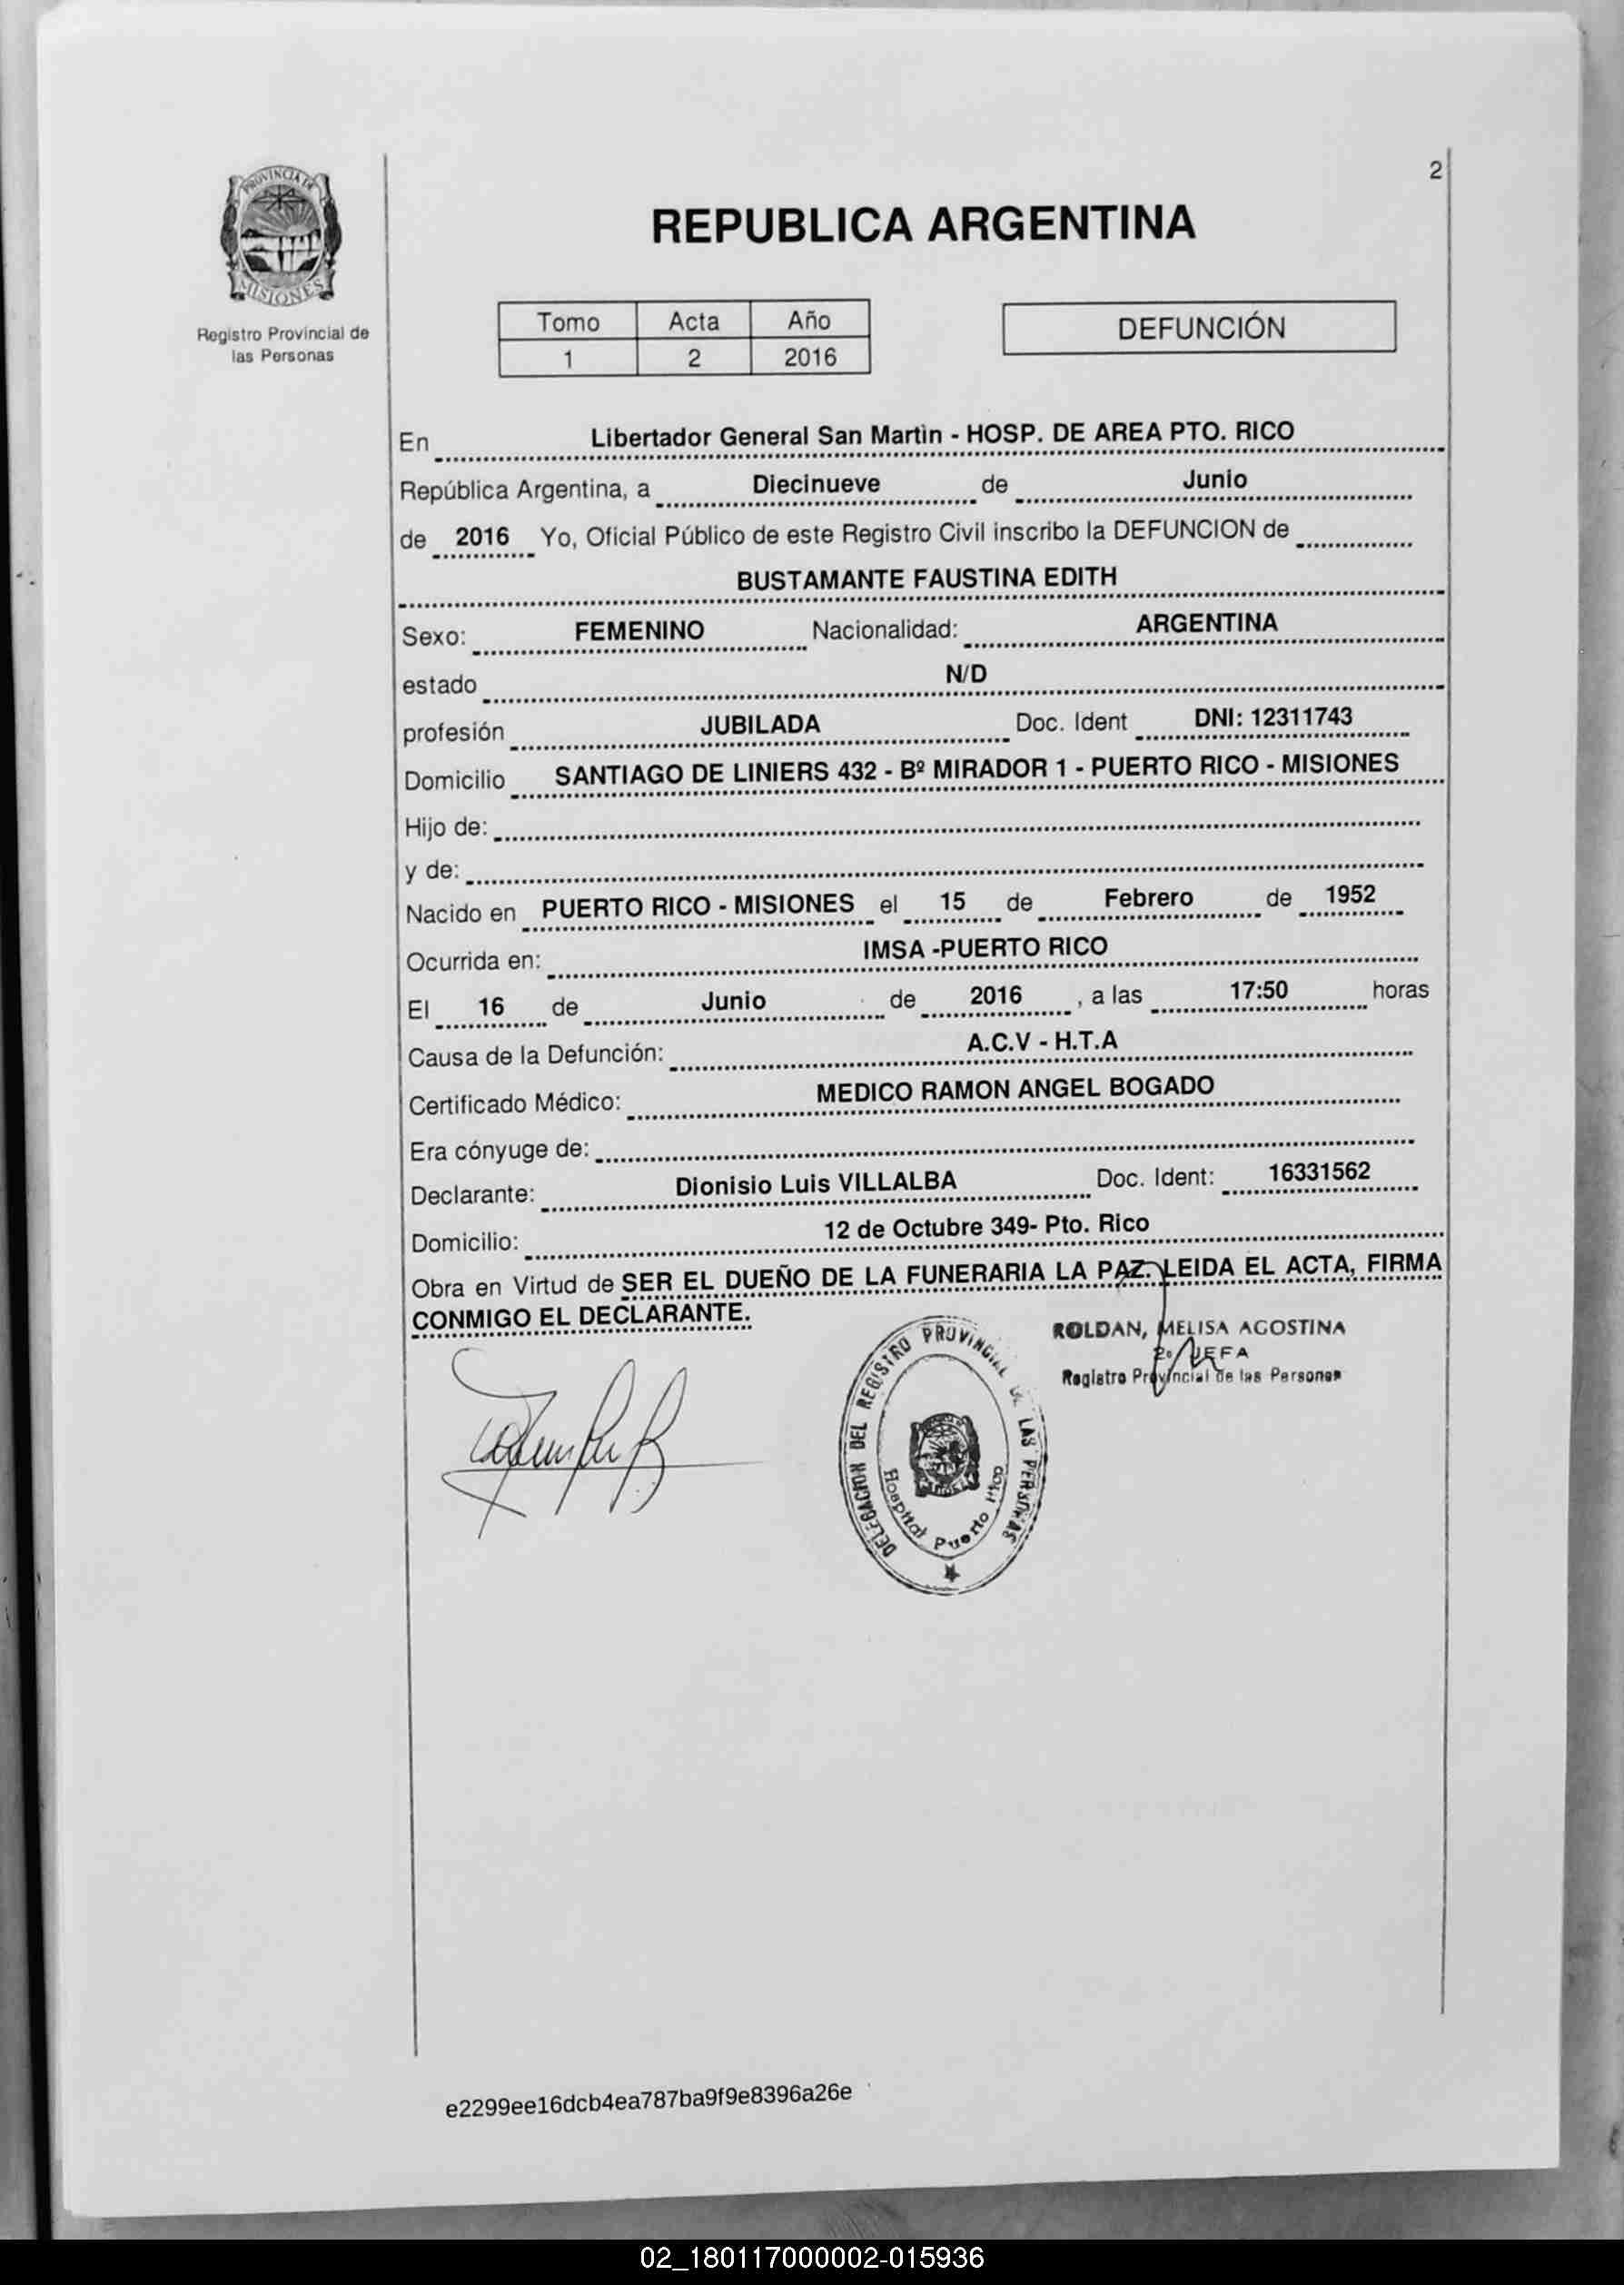 2
PROVINCIA DE
MISIONES
Registro Provincial de
las Personas
REPUBLICA ARGENTINA
Tomo Acta Año
1 2 2016
DEFUNCIÓN
En Libertador General San Martin - HOSP. DE AREA PTO. RICO
República Argentina, a Diecinueve de Junio
de 2016 Yo, Oficial Público de este Registro Civil inscribo la DEFUNCION de
BUSTAMANTE FAUSTINA EDITH
Sexo: FEMENINO Nacionalidad: ARGENTINA
estado N/D
profesión JUBILADA Doc. Ident DNI: 12311743
Domicilio SANTIAGO DE LINIERS 432 - Bº MIRADOR 1 - PUERTO RICO - MISIONES
Hijo de:
y de:
Nacido en PUERTO RICO - MISIONES el 15 de Febrero de 1952
Ocurrida en: IMSA -PUERTO RICO
El 16 de Junio de 2016 , a las 17:50 horas
Causa de la Defunción: A.C.V - H.T.A
Certificado Médico: MEDICO RAMON ANGEL BOGADO
Era cónyuge de:
Declarante: Dionisio Luis VILLALBA Doc. Ident: 16331562
Domicilio: 12 de Octubre 349- Pto. Rico
Obra en Virtud de SER EL DUEÑO DE LA FUNERARIA LA PAZ. LEIDA EL ACTA, FIRMA
CONMIGO EL DECLARANTE.
ROLDAN, MELISA AGOSTINA
2º JEFA
Registro Provincial de las Personas
DELEGACION DEL REGISTRO PROVINCIAL DE LAS PERSONAS
Hospital Puerto Rico
e2299ee16dcb4ea787ba9f9e8396a26e
02_180117000002-015936